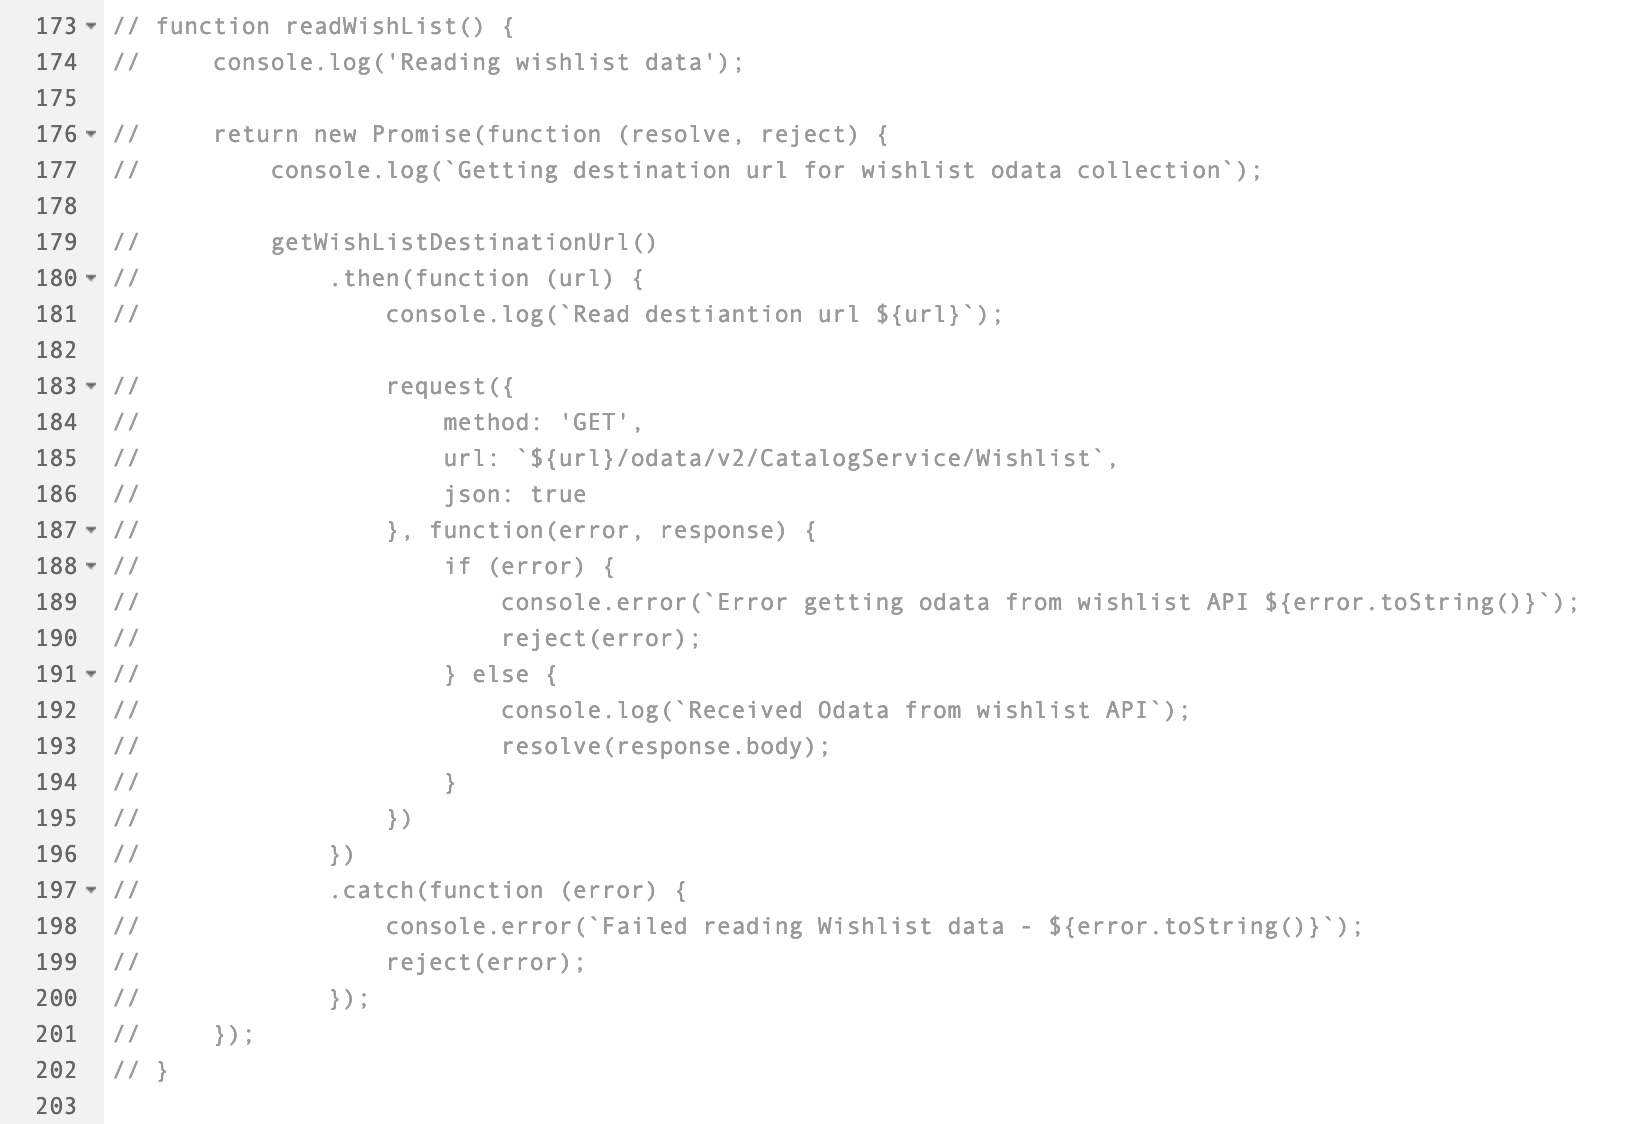 173 // function readWishList() {
174 //     console.log('Reading wishlist data');
175
176 //     return new Promise(function (resolve, reject) {
177 //         console.log(`Getting destination url for wishlist odata collection`);
178
179 //         getWishListDestinationUrl()
180 //             .then(function (url) {
181 //                 console.log(`Read destiantion url ${url}`);
182
183 //                 request({
184 //                     method: 'GET',
185 //                     url: `${url}/odata/v2/CatalogService/Wishlist`,
186 //                     json: true
187 //                 }, function(error, response) {
188 //                     if (error) {
189 //                         console.error(`Error getting odata from wishlist API ${error.toString()}`);
190 //                         reject(error);
191 //                     } else {
192 //                         console.log(`Received Odata from wishlist API`);
193 //                         resolve(response.body);
194 //                     }
195 //                 })
196 //             })
197 //             .catch(function (error) {
198 //                 console.error(`Failed reading Wishlist data - ${error.toString()}`);
199 //                 reject(error);
200 //             });
201 //     });
202 // }
203